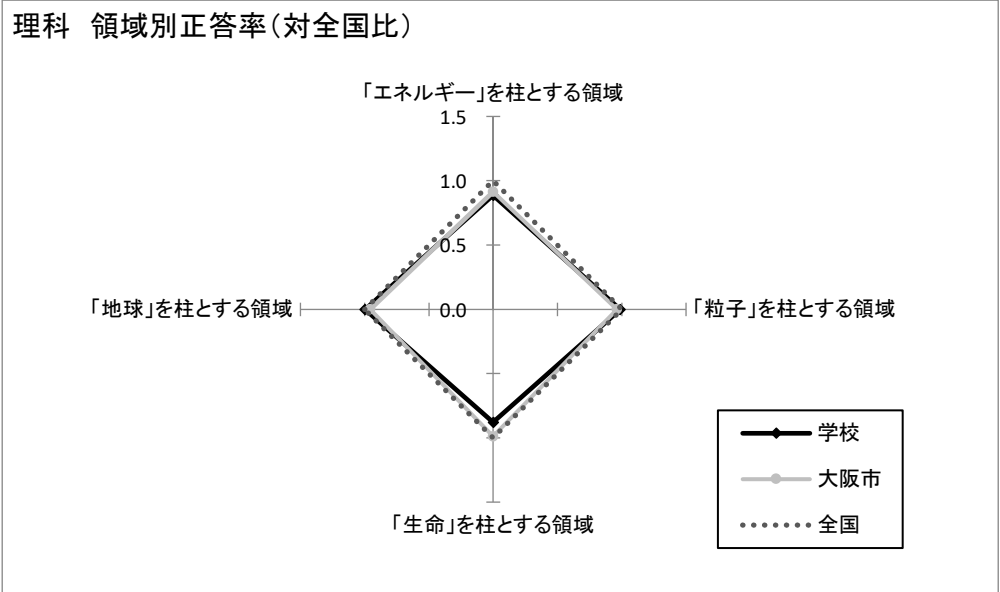 理科 領域別正答率(対全国比)
「エネルギー」を柱とする領域
1.5
1.0
0.5
「地球」を柱とする領域
0.0
「粒子」を柱とする領域
学校
大阪市
「生命」を柱とする領域
全国